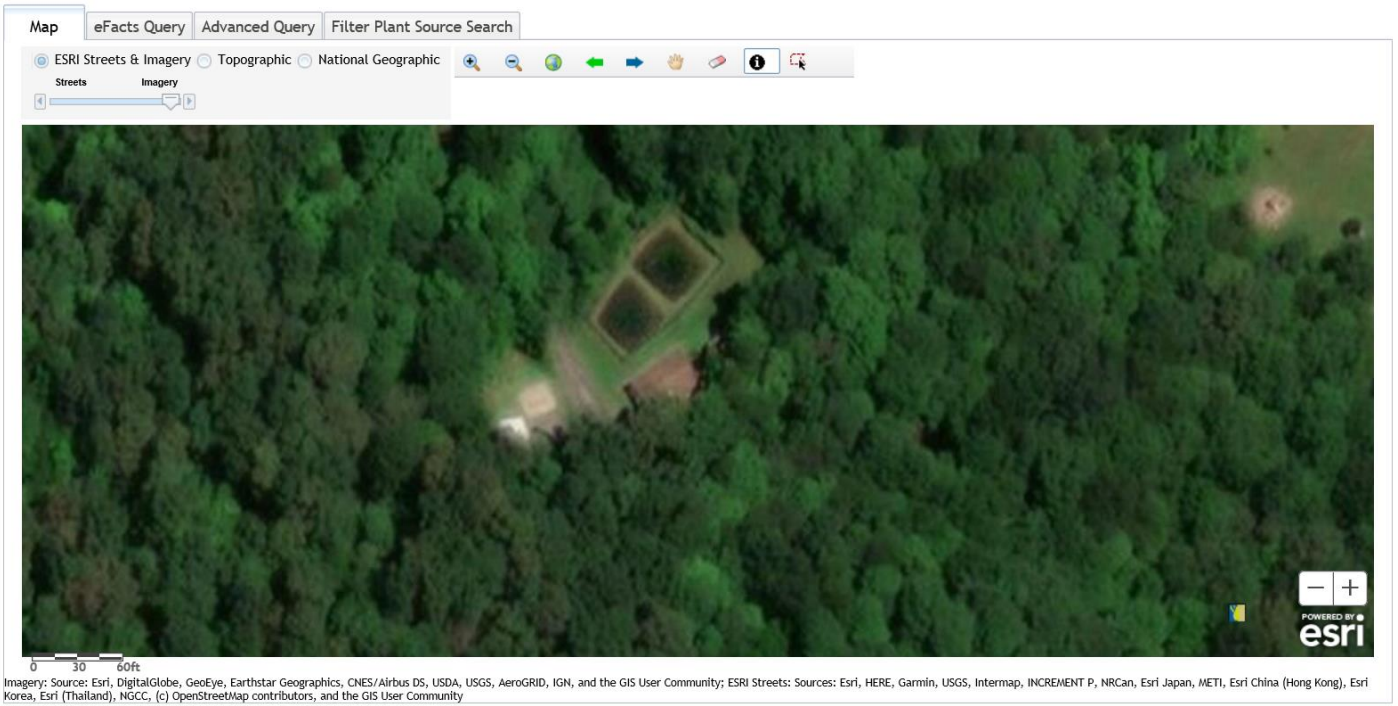 Map eFacts Query Advanced Query Filter Plant Source Search
ESRI Streets & Imagery Topographic National Geographic
Streets Imagery
POWERED BY
esri
0 30 60ft
Imagery: Source: Esri, DigitalGlobe, GeoEye, Earthstar Geographics, CNES/Airbus DS, USDA, USGS, AeroGRID, IGN, and the GIS User Community; ESRI Streets: Sources: Esri, HERE, Garmin, USGS, Intermap, INCREMENT P, NRCan, Esri Japan, METI, Esri China (Hong Kong), Esri
Korea, Esri (Thailand), NGCC, (c) OpenStreetMap contributors, and the GIS User Community